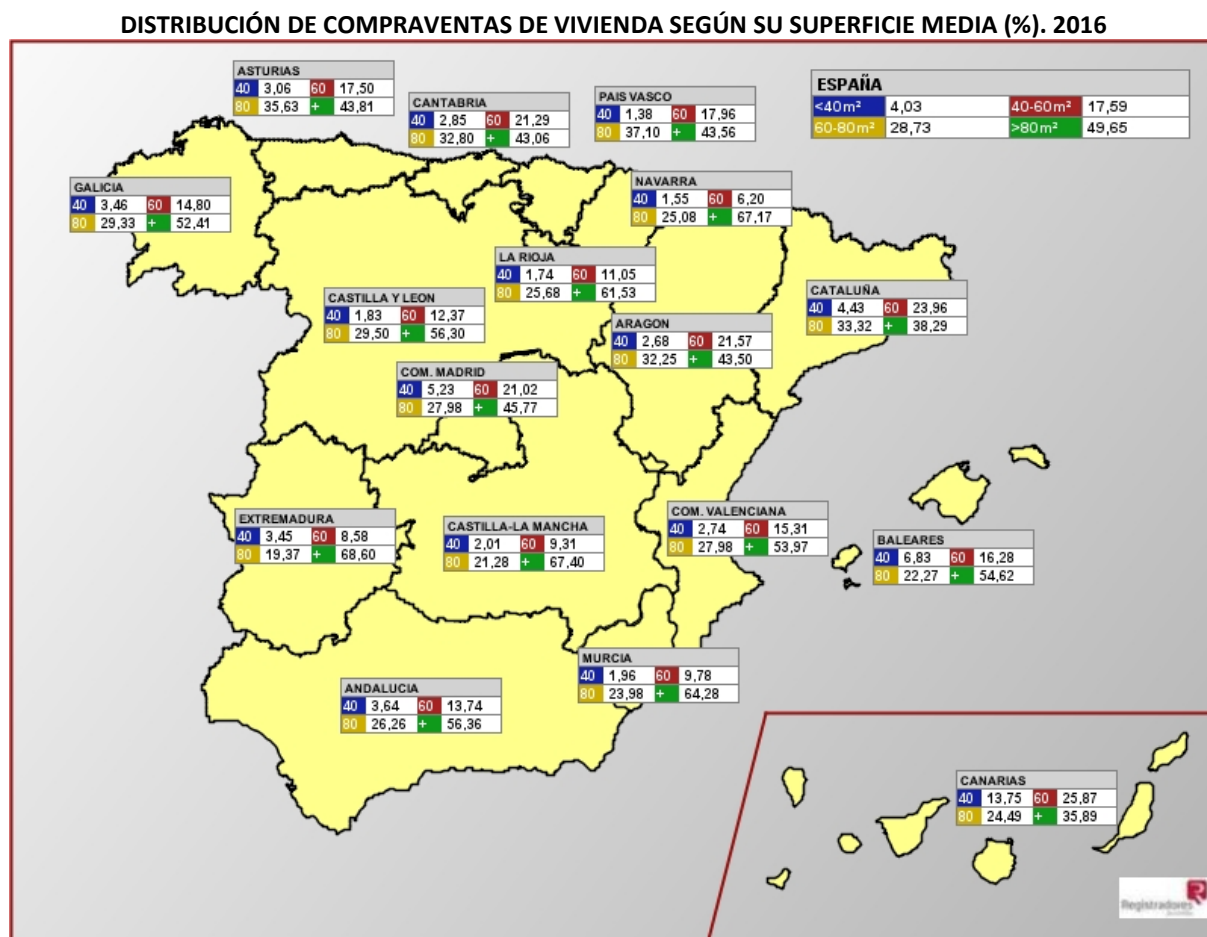 DISTRIBUCIÓN DE COMPRAVENTAS DE VIVIENDA SEGÚN SU SUPERFICIE MEDIA (%). 2016
ASTURIAS
40 3,06 60 17,50
80 35,63 + 43,81
CANTABRIA
40 2,85 60 21,29
80 32,80 + 43,06
PAIS VASCO
40 1,38 60 17,96
80 37,10 + 43,56
ESPAÑA
<40m² 4,03 40-60m² 17,59
60-80m² 28,73 >80m² 49,65
GALICIA
40 3,46 60 14,80
80 29,33 + 52,41
NAVARRA
40 1,55 60 6,20
80 25,08 + 67,17
LA RIOJA
40 1,74 60 11,05
80 25,68 + 61,53
CATALUÑA
40 4,43 60 23,96
80 33,32 + 38,29
CASTILLA Y LEON
40 1,83 60 12,37
80 29,50 + 56,30
ARAGON
40 2,68 60 21,57
80 32,25 + 43,50
COM. MADRID
40 5,23 60 21,02
80 27,98 + 45,77
EXTREMADURA
40 3,45 60 8,58
80 19,37 + 68,60
CASTILLA-LA MANCHA
40 2,01 60 9,31
80 21,28 + 67,40
COM. VALENCIANA
40 2,74 60 15,31
80 27,98 + 53,97
BALEARES
40 6,83 60 16,28
80 22,27 + 54,62
MURCIA
40 1,96 60 9,78
80 23,98 + 64,28
ANDALUCIA
40 3,64 60 13,74
80 26,26 + 56,36
CANARIAS
40 13,75 60 25,87
80 24,49 + 35,89
Registradores